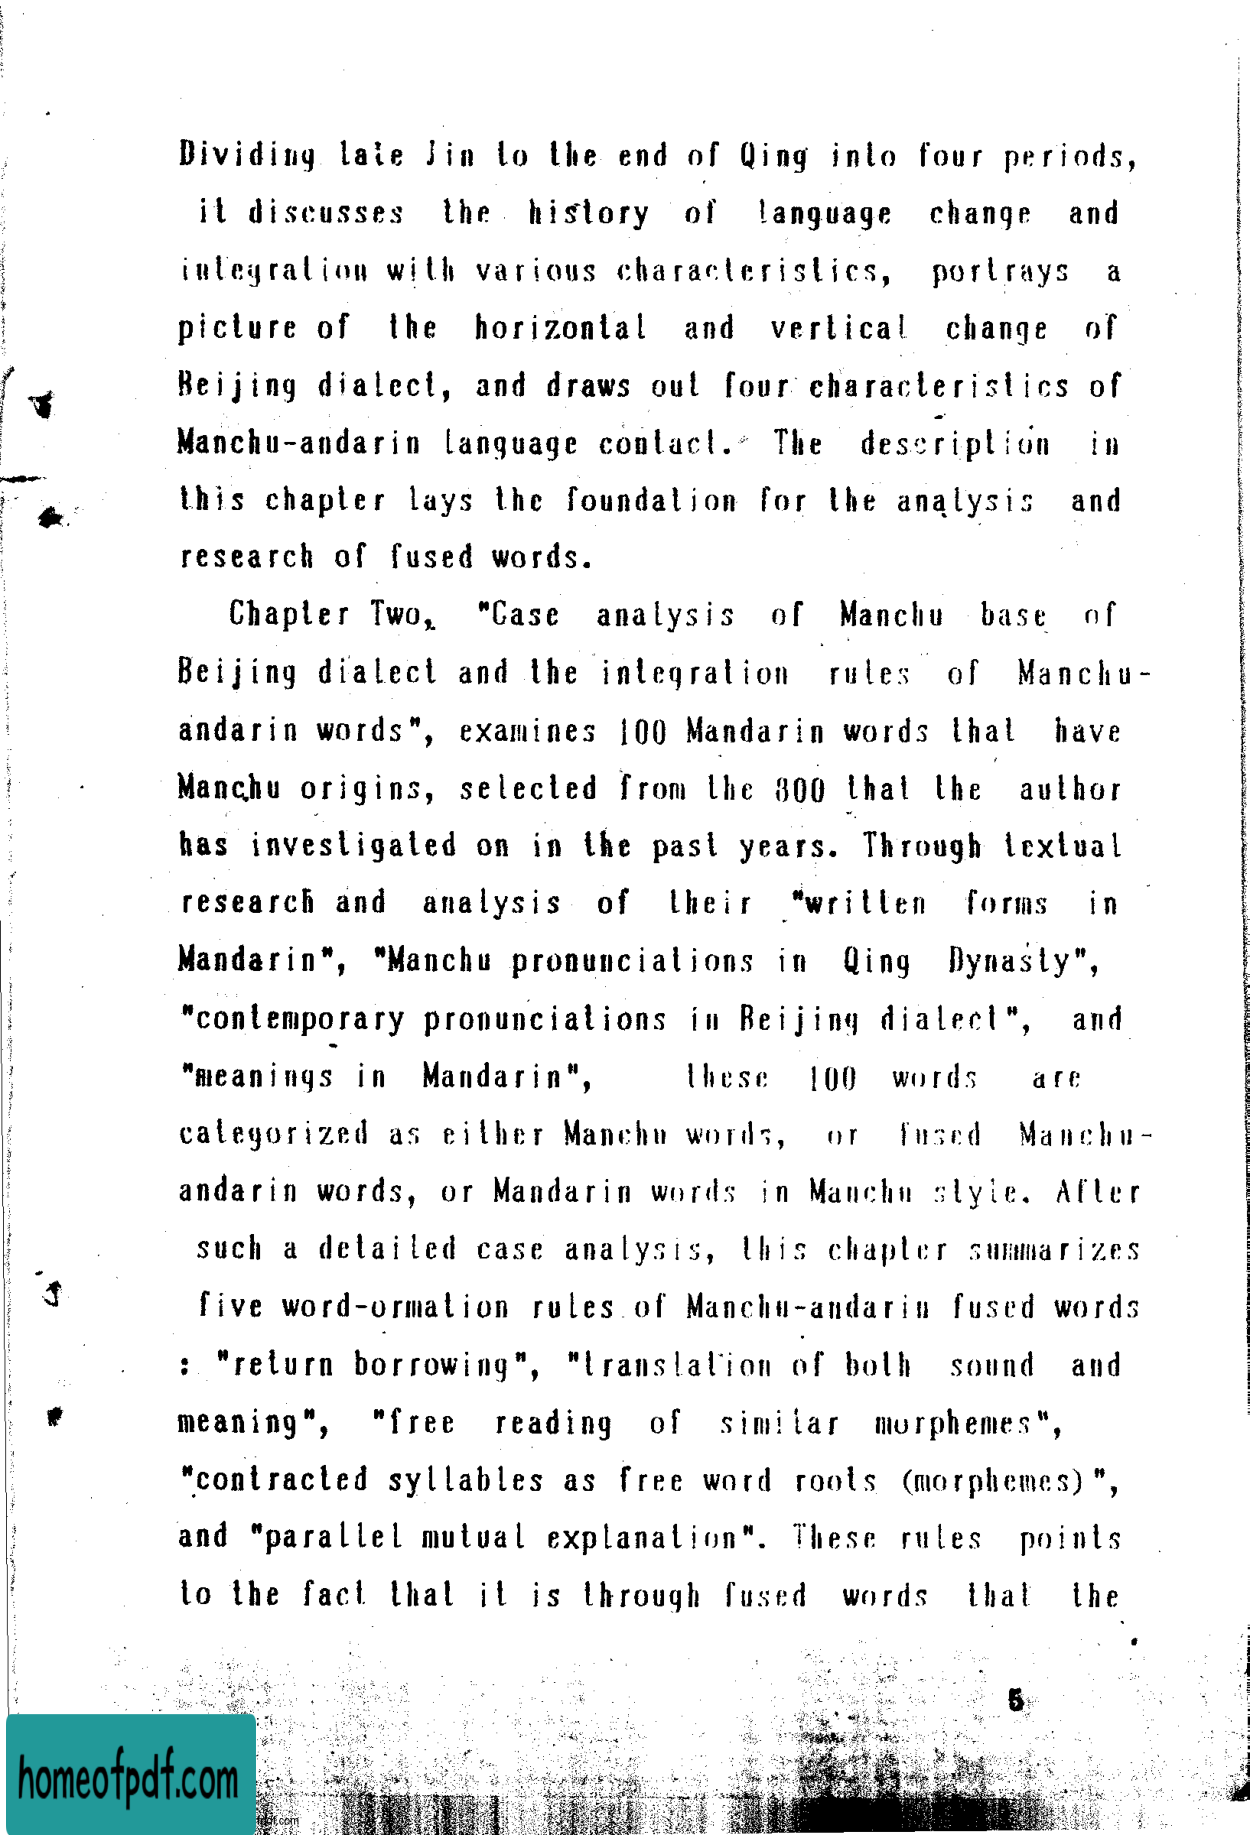 Dividing late Jin to the end of Qing into four periods,
it discusses the history of language change and
integration with various characteristics, portrays a
picture of the horizontal and vertical change of
Beijing dialect, and draws out four characteristics of
Manchu-andarin language contact. The description in
this chapter lays the foundation for the analysis and
research of fused words.
Chapter Two, "Case analysis of Manchu base of
Beijing dialect and the integration rules of Manchu-
andarin words", examines 100 Mandarin words that have
Manchu origins, selected from the 800 that the author
has investigated on in the past years. Through textual
research and analysis of their "written forms in
Mandarin", "Manchu pronunciations in Qing Dynasty",
"contemporary pronunciations in Beijing dialect", and
"meanings in Mandarin", these 100 words are
categorized as either Manchu words, or fused Manchu-
andarin words, or Mandarin words in Manchu style. After
such a detailed case analysis, this chapter summarizes
five word-ormation rules of Manchu-andarin fused words
: "return borrowing", "translation of both sound and
meaning", "free reading of similar morphemes",
"contracted syllables as free word roots (morphemes)",
and "parallel mutual explanation". These rules points
to the fact that it is through fused words that the
5
homeofpdf.com